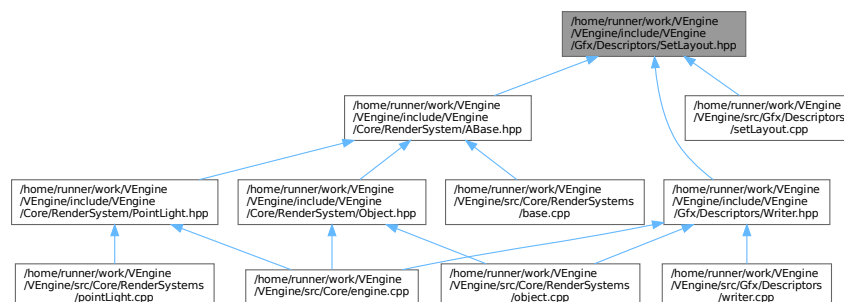 /home/runner/work/VEngine
/VEngine/include/VEngine
/Gfx/Descriptors/SetLayout.hpp
/home/runner/work/VEngine
/VEngine/include/VEngine
/Core/RenderSystem/ABase.hpp
/home/runner/work/VEngine
/VEngine/src/Gfx/Descriptors
/setLayout.cpp
/home/runner/work/VEngine
/VEngine/include/VEngine
/Core/RenderSystem/PointLight.hpp
/home/runner/work/VEngine
/VEngine/include/VEngine
/Core/RenderSystem/Object.hpp
/home/runner/work/VEngine
/VEngine/src/Core/RenderSystems
/base.cpp
/home/runner/work/VEngine
/VEngine/include/VEngine
/Gfx/Descriptors/Writer.hpp
/home/runner/work/VEngine
/VEngine/src/Core/RenderSystems
/pointLight.cpp
/home/runner/work/VEngine
/VEngine/src/Core/engine.cpp
/home/runner/work/VEngine
/VEngine/src/Core/RenderSystems
/object.cpp
/home/runner/work/VEngine
/VEngine/src/Gfx/Descriptors
/writer.cpp